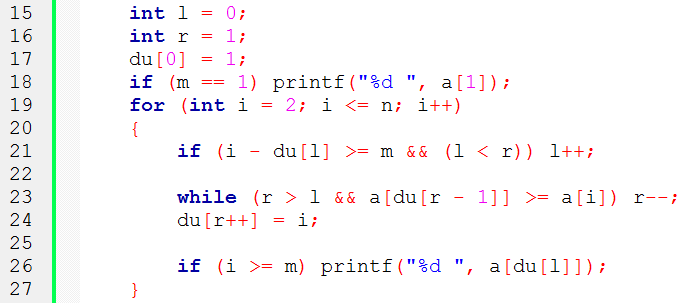 15 int l = 0;
16 int r = 1;
17 du[0] = 1;
18 if (m == 1) printf("%d ", a[1]);
19 for (int i = 2; i <= n; i++)
20 {
21 if (i - du[l] >= m && (l < r)) l++;
22
23 while (r > l && a[du[r - 1]] >= a[i]) r--;
24 du[r++] = i;
25
26 if (i >= m) printf("%d ", a[du[l]]);
27 }